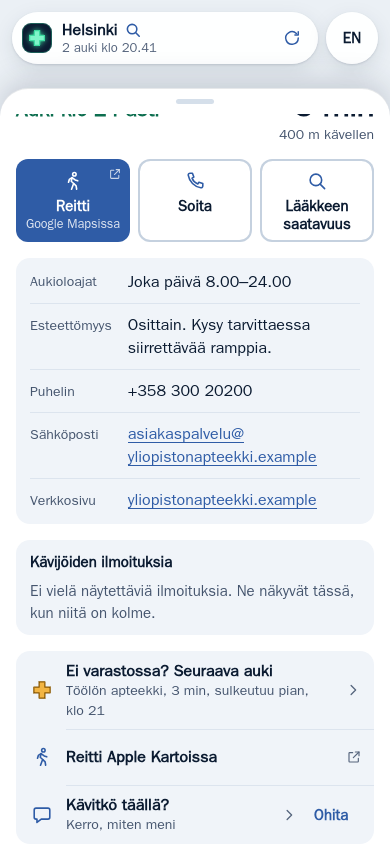 Helsinki
2 auki klo 20.41
EN
400 m kävellen
Reitti
Google Mapsissa
Soita
Lääkkeen
saatavuus
Aukioloajat Joka päivä 8.00–24.00
Esteettömyys Osittain. Kysy tarvittaessa
siirrettävää ramppia.
Puhelin +358 300 20200
Sähköposti asiakaspalvelu@
yliopistonapteekki.example
Verkkosivu yliopistonapteekki.example
Kävijöiden ilmoituksia
Ei vielä näytettäviä ilmoituksia. Ne näkyvät tässä,
kun niitä on kolme.
Ei varastossa? Seuraava auki
Töölön apteekki, 3 min, sulkeutuu pian,
klo 21
Reitti Apple Kartoissa
Kävitkö täällä?
Kerro, miten meni
Ohita